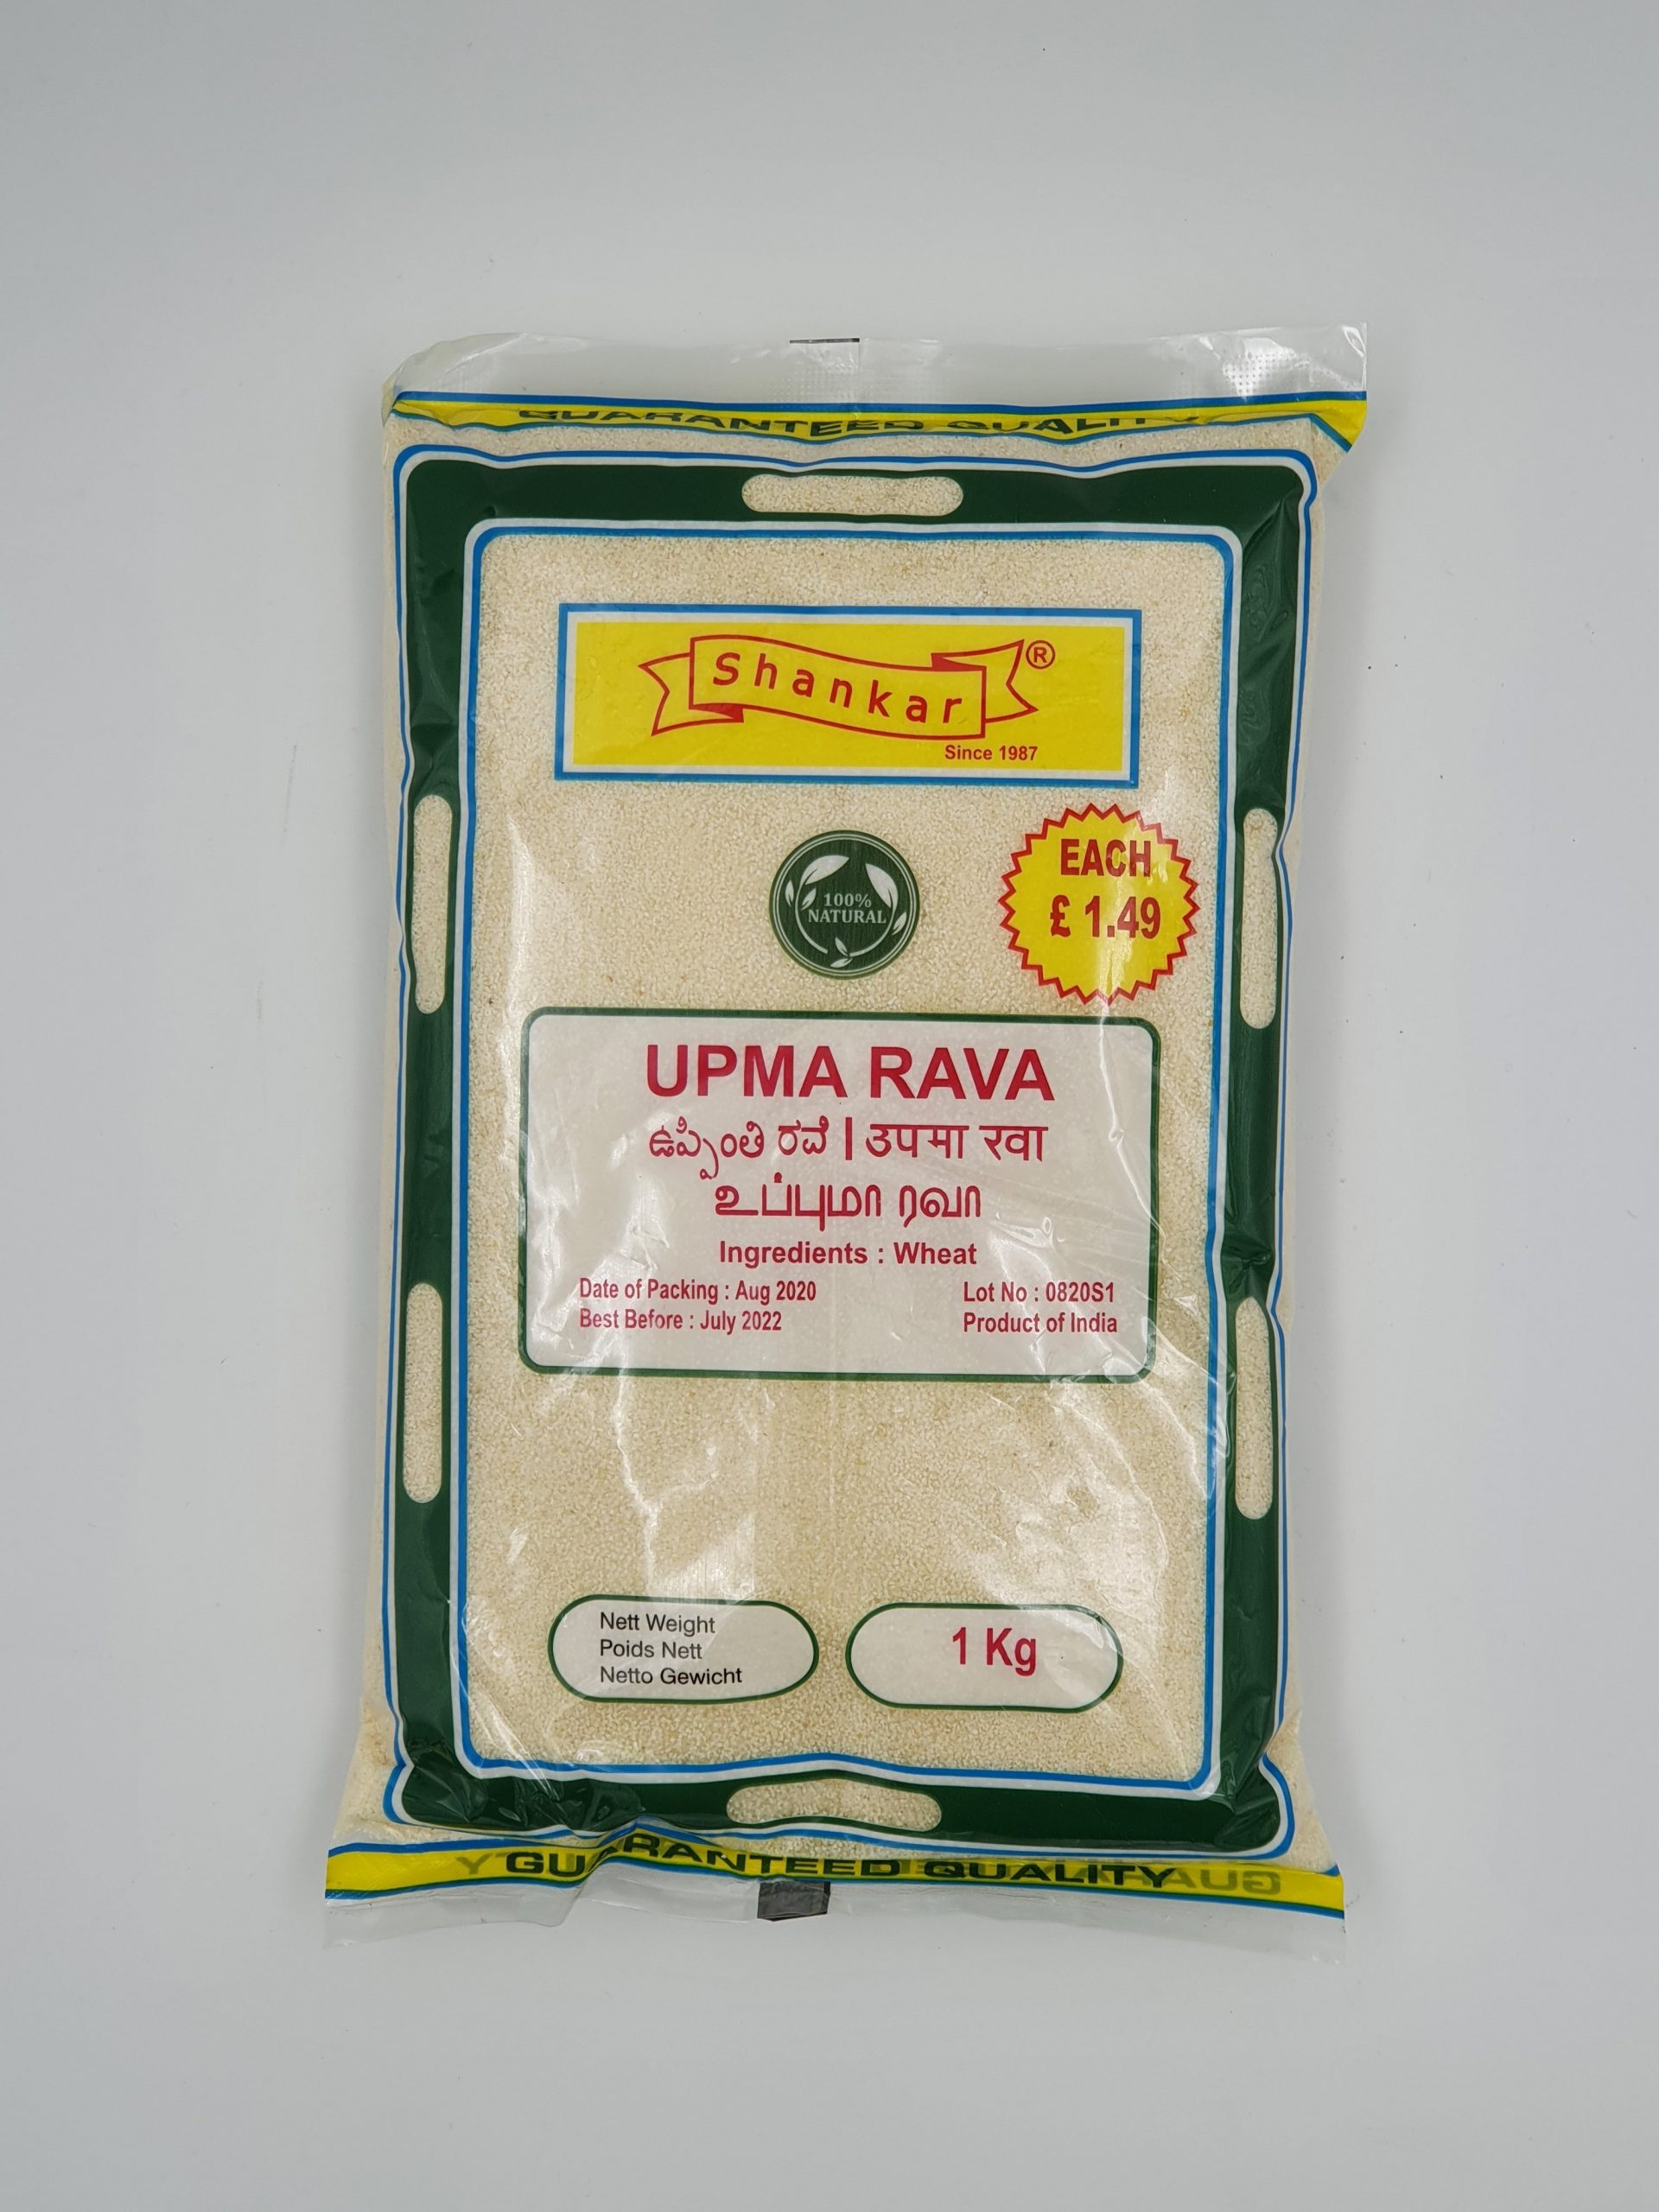 GUARANTEED QUALITY
Shankar®
Since 1987
100%
NATURAL
EACH
£ 1.49
UPMA RAVA
ఉప్పింతి రవೆ | उपमा रवा
உப்புமா ரவா
Ingredients : Wheat
Date of Packing : Aug 2020
Lot No : 0820S1
Best Before : July 2022
Product of India
Nett Weight
Poids Nett
Netto Gewicht
1 Kg
GUARANTEED QUALITY